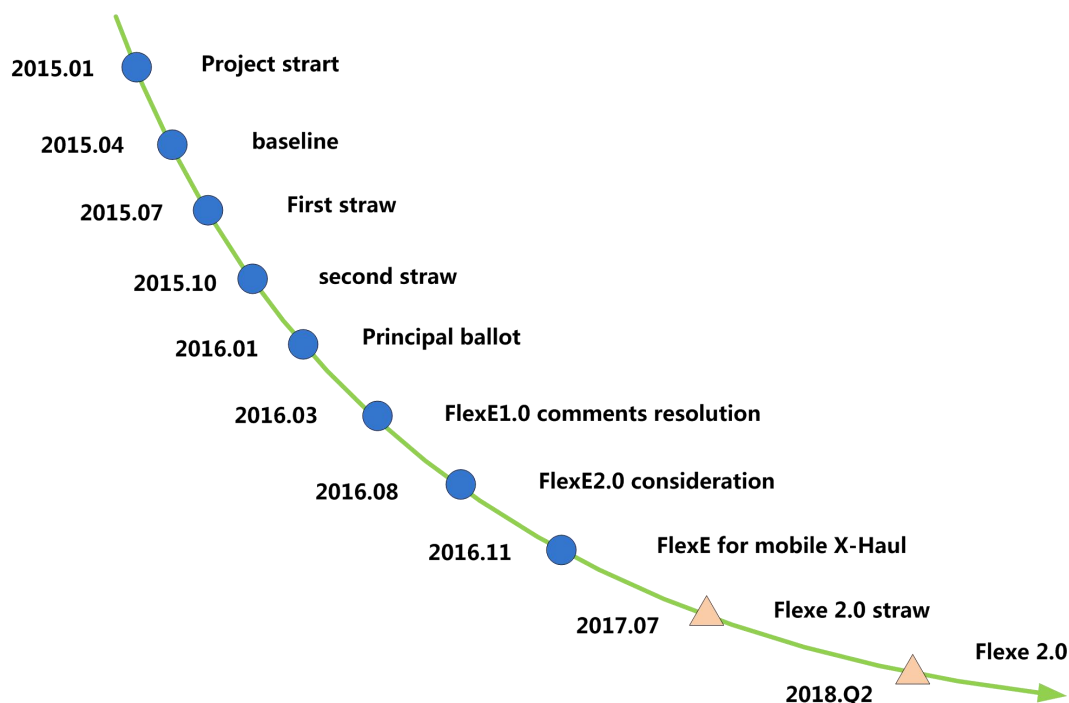 2015.01 Project strart
2015.04 baseline
2015.07 First straw
2015.10 second straw
2016.01 Principal ballot
2016.03 FlexE1.0 comments resolution
2016.08 FlexE2.0 consideration
2016.11 FlexE for mobile X-Haul
2017.07 Flexe 2.0 straw
2018.Q2 Flexe 2.0